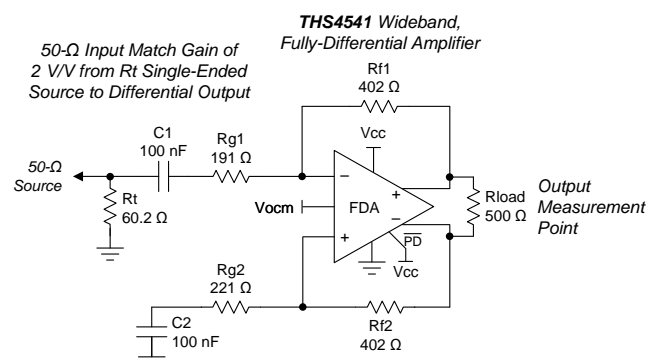 THS4541 Wideband,
Fully-Differential Amplifier
50-Ω Input Match Gain of
2 V/V from Rt Single-Ended
Source to Differential Output
Rf1
402 Ω
Vcc
C1
100 nF
Rg1
191 Ω
50-Ω
Source
Rt
60.2 Ω
Vocm
−
FDA
+
+
−
PD
Vcc
Rload
500 Ω
Output
Measurement
Point
Rg2
221 Ω
C2
100 nF
Rf2
402 Ω